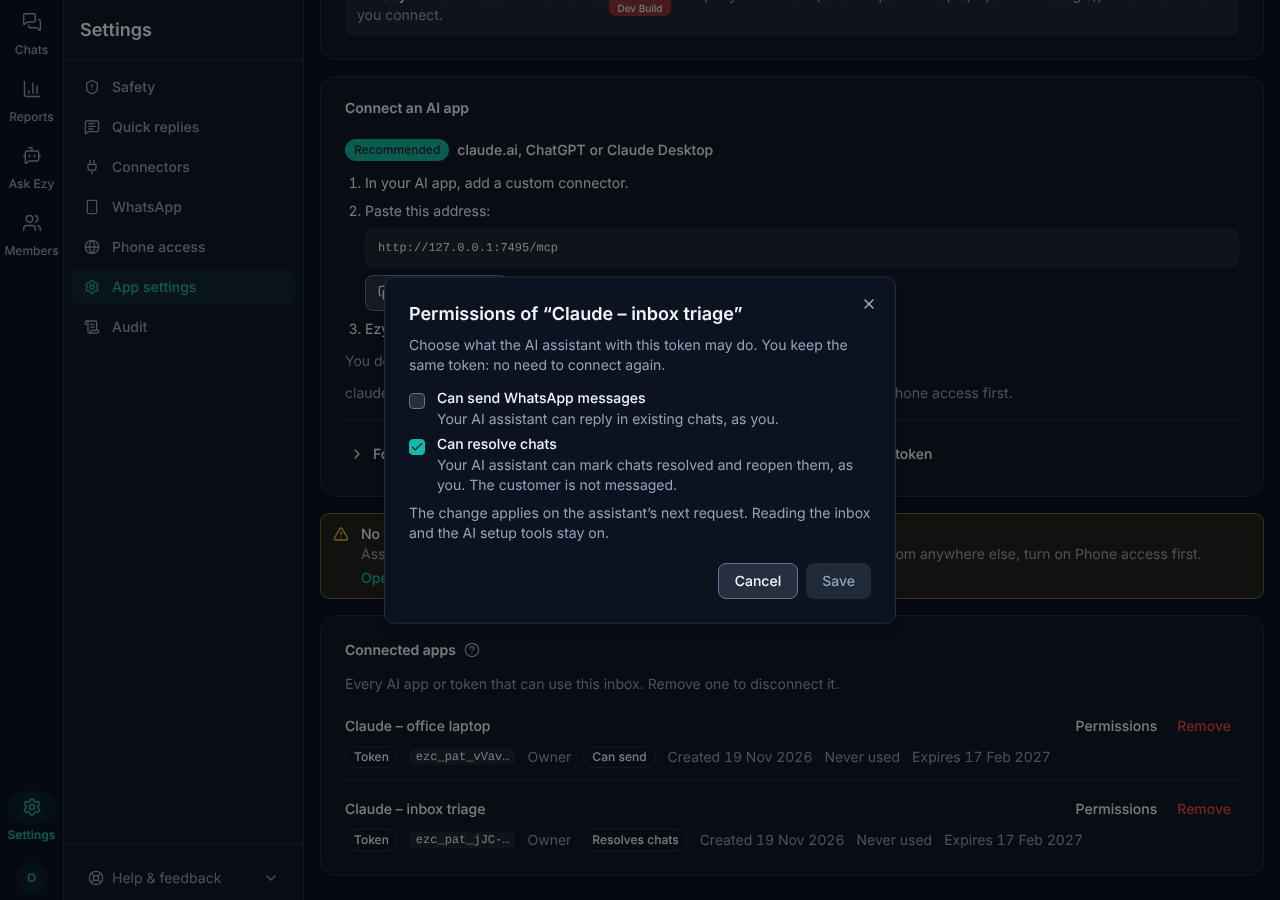 Chats
Reports
Ask Ezy
Members
Settings
O
Settings
Safety
Quick replies
Connectors
WhatsApp
Phone access
App settings
Audit
Help & feedback
you connect.
Dev Build
Connect an AI app
Recommended claude.ai, ChatGPT or Claude Desktop
1. In your AI app, add a custom connector.
2. Paste this address:
http://127.0.0.1:7495/mcp
3. Ezy
You d
claude
hone access first.
token
Permissions of “Claude – inbox triage”
Choose what the AI assistant with this token may do. You keep the
same token: no need to connect again.
Can send WhatsApp messages
Your AI assistant can reply in existing chats, as you.
Can resolve chats
Your AI assistant can mark chats resolved and reopen them, as
you. The customer is not messaged.
The change applies on the assistant’s next request. Reading the inbox
and the AI setup tools stay on.
Cancel Save
No
om anywhere else, turn on Phone access first.
Connected apps
Every AI app or token that can use this inbox. Remove one to disconnect it.
Claude – office laptop Permissions Remove
Token ezc_pat_vVav… Owner Can send Created 19 Nov 2026 Never used Expires 17 Feb 2027
Claude – inbox triage Permissions Remove
Token ezc_pat_jJC-… Owner Resolves chats Created 19 Nov 2026 Never used Expires 17 Feb 2027